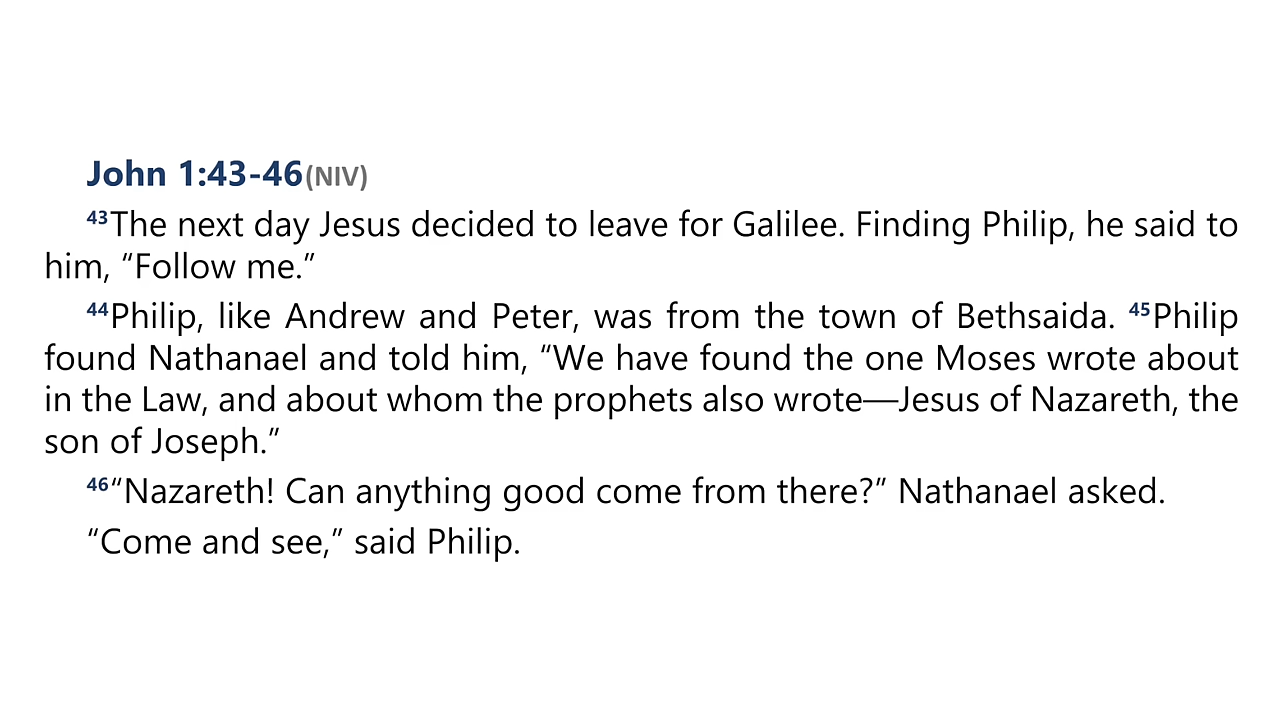 John 1:43-46(NIV)
43The next day Jesus decided to leave for Galilee. Finding Philip, he said to
him, “Follow me.”
44Philip, like Andrew and Peter, was from the town of Bethsaida. 45Philip
found Nathanael and told him, “We have found the one Moses wrote about
in the Law, and about whom the prophets also wrote—Jesus of Nazareth, the
son of Joseph.”
46“Nazareth! Can anything good come from there?” Nathanael asked.
“Come and see,” said Philip.